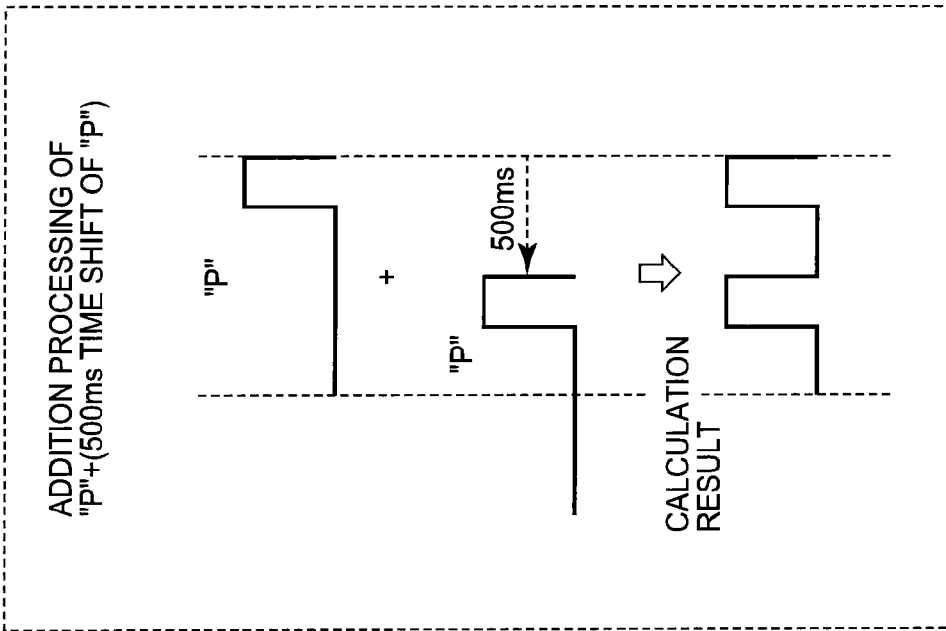 ADDITION PROCESSING OF
"P"+(500ms TIME SHIFT OF "P")
"P"
+
500ms
"P"
CALCULATION
RESULT